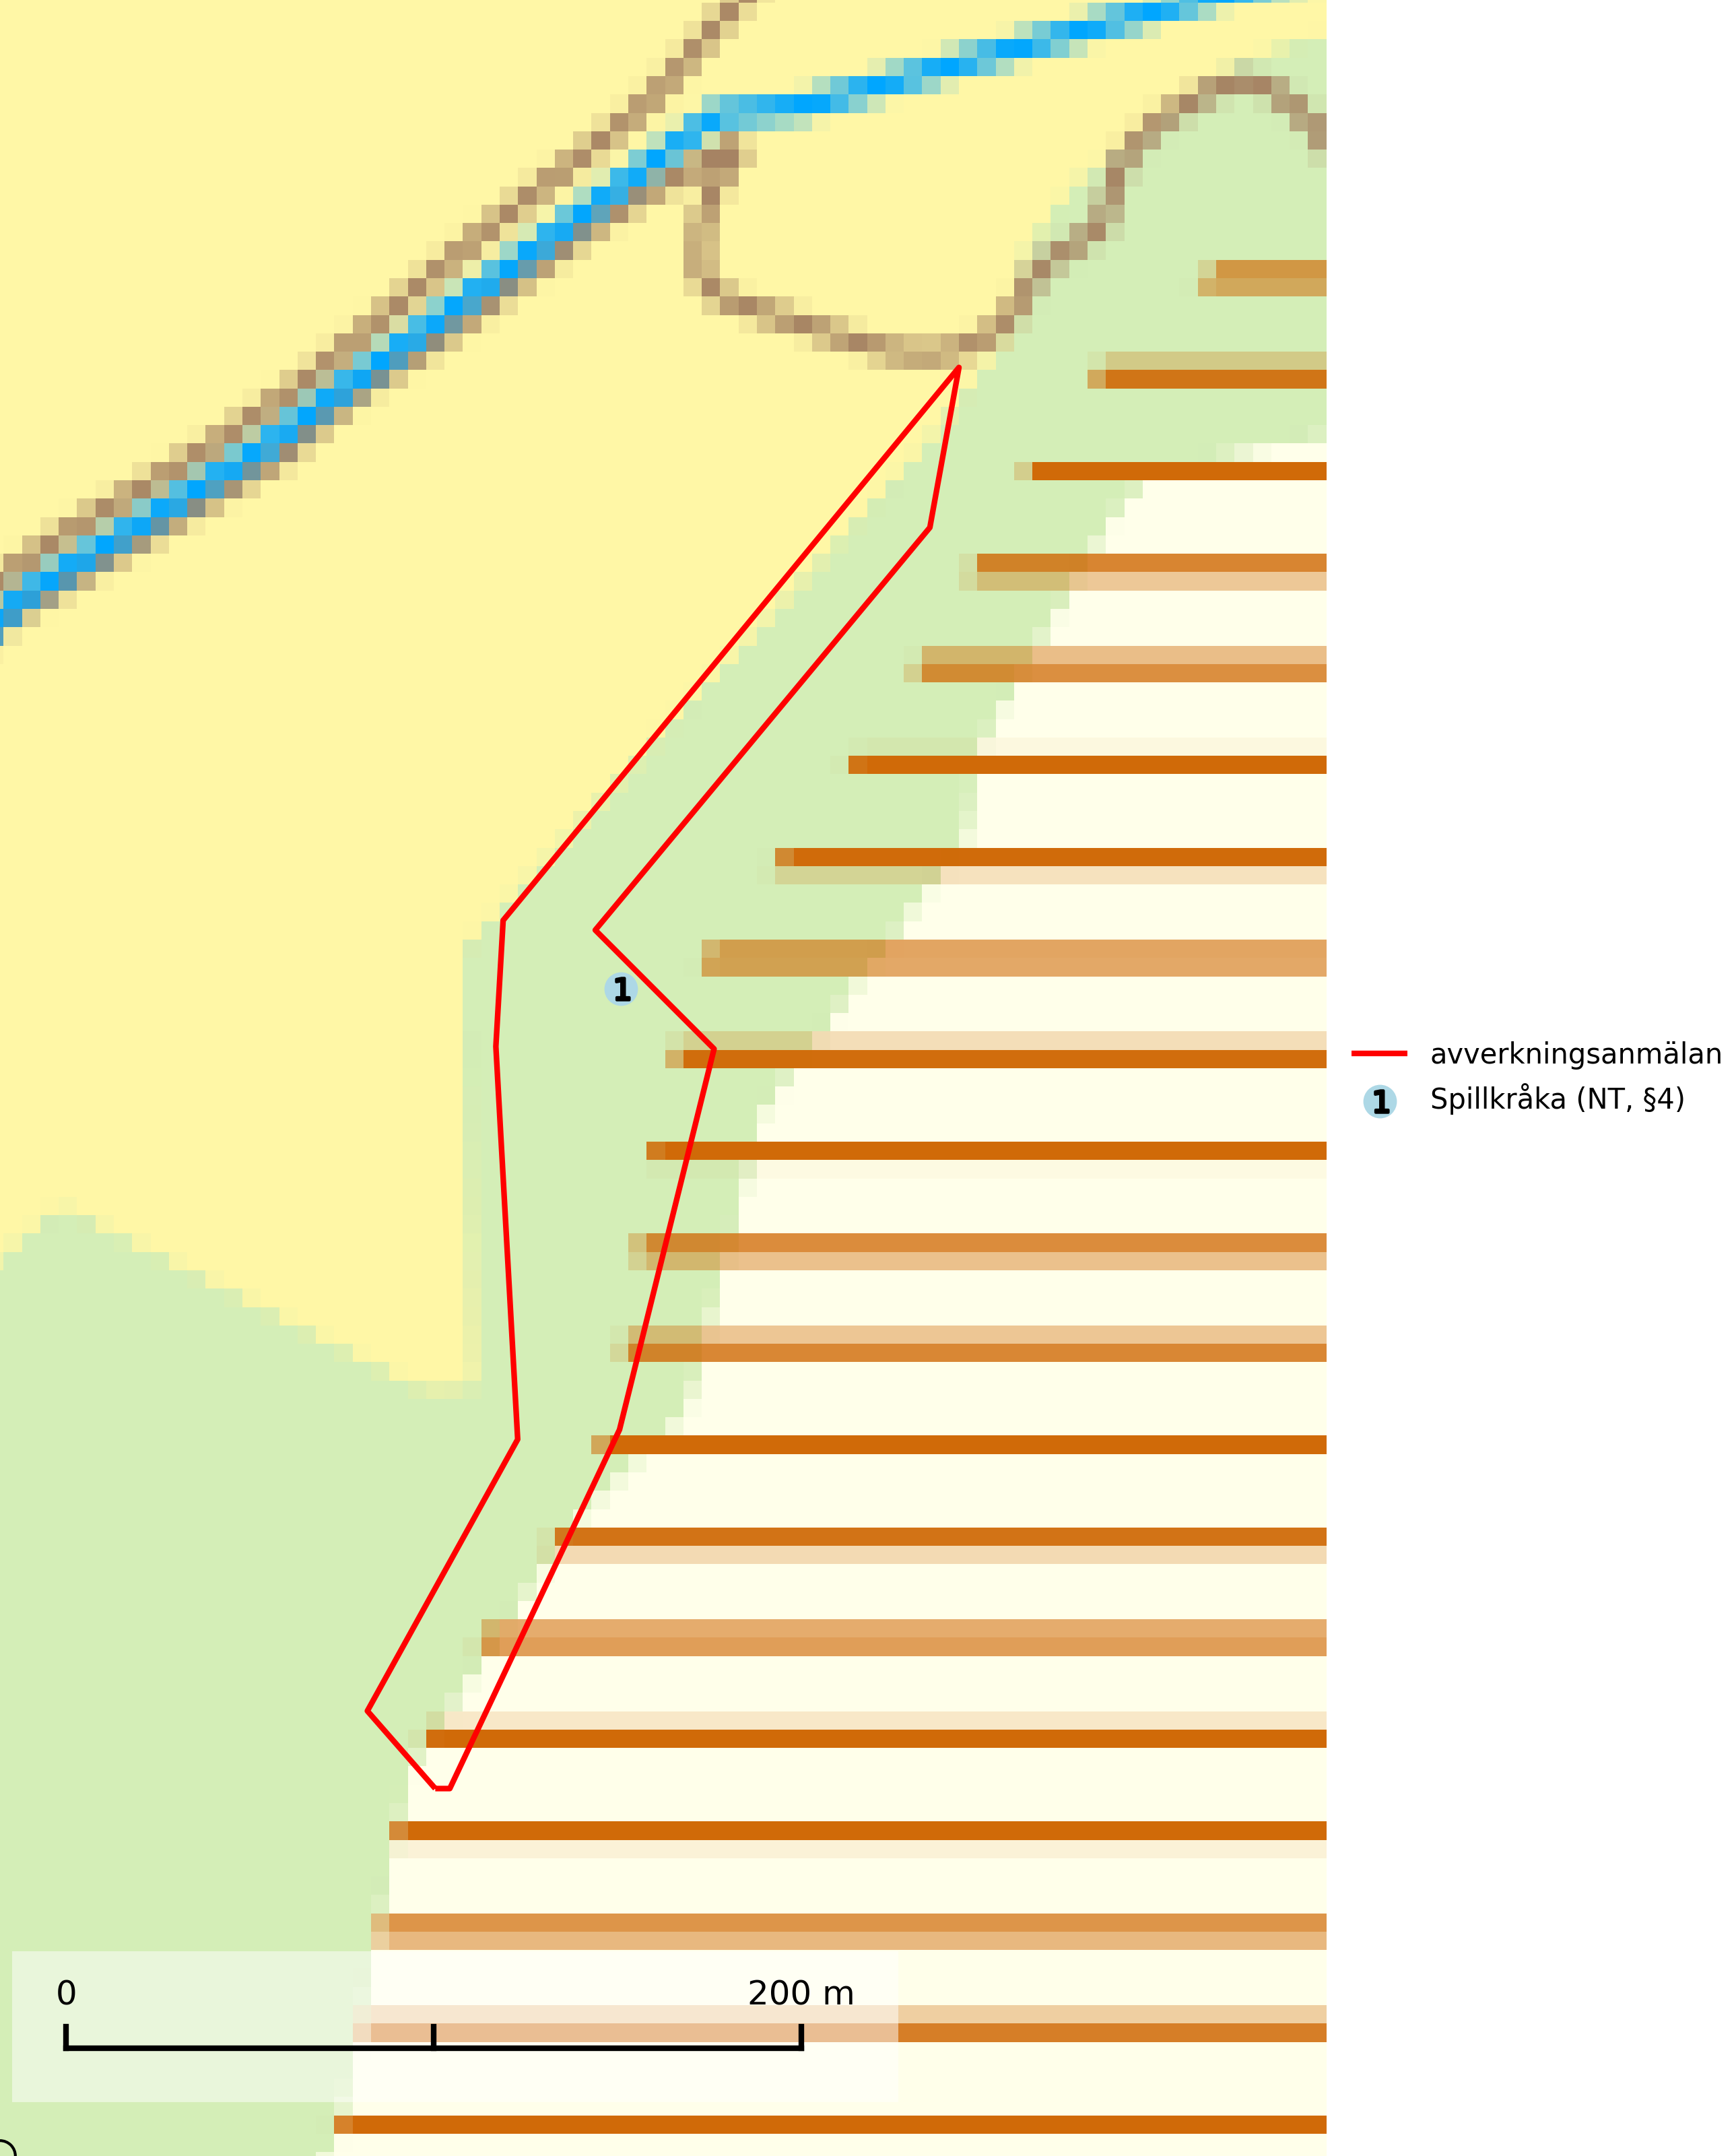 1
avverkningsanmälan
1 Spillkråka (NT, §4)
0 200 m